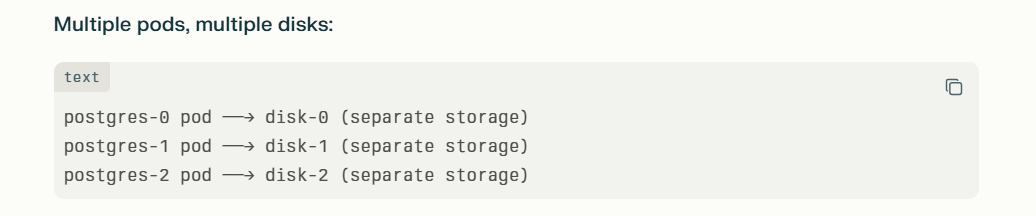 Multiple pods, multiple disks:
text
postgres-0 pod ──→ disk-0 (separate storage)
postgres-1 pod ──→ disk-1 (separate storage)
postgres-2 pod ──→ disk-2 (separate storage)